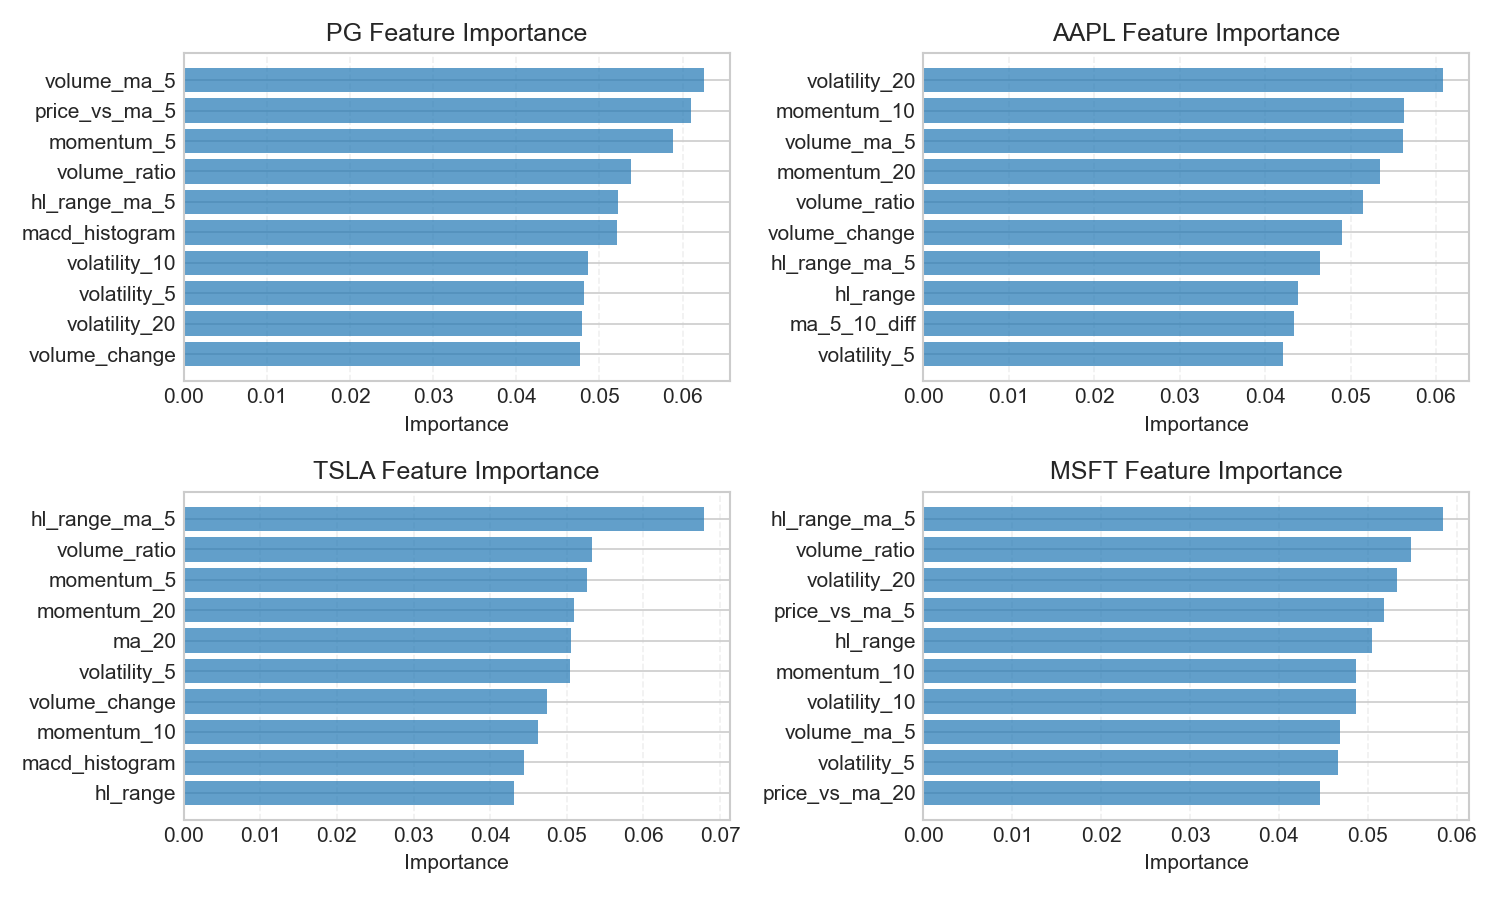 PG Feature Importance
volume_ma_5
price_vs_ma_5
momentum_5
volume_ratio
hl_range_ma_5
macd_histogram
volatility_10
volatility_5
volatility_20
volume_change
0.00 0.01 0.02 0.03 0.04 0.05 0.06
Importance
AAPL Feature Importance
volatility_20
momentum_10
volume_ma_5
momentum_20
volume_ratio
volume_change
hl_range_ma_5
hl_range
ma_5_10_diff
volatility_5
0.00 0.01 0.02 0.03 0.04 0.05 0.06
Importance
TSLA Feature Importance
hl_range_ma_5
volume_ratio
momentum_5
momentum_20
ma_20
volatility_5
volume_change
momentum_10
macd_histogram
hl_range
0.00 0.01 0.02 0.03 0.04 0.05 0.06 0.07
Importance
MSFT Feature Importance
hl_range_ma_5
volume_ratio
volatility_20
price_vs_ma_5
hl_range
momentum_10
volatility_10
volume_ma_5
volatility_5
price_vs_ma_20
0.00 0.01 0.02 0.03 0.04 0.05 0.06
Importance